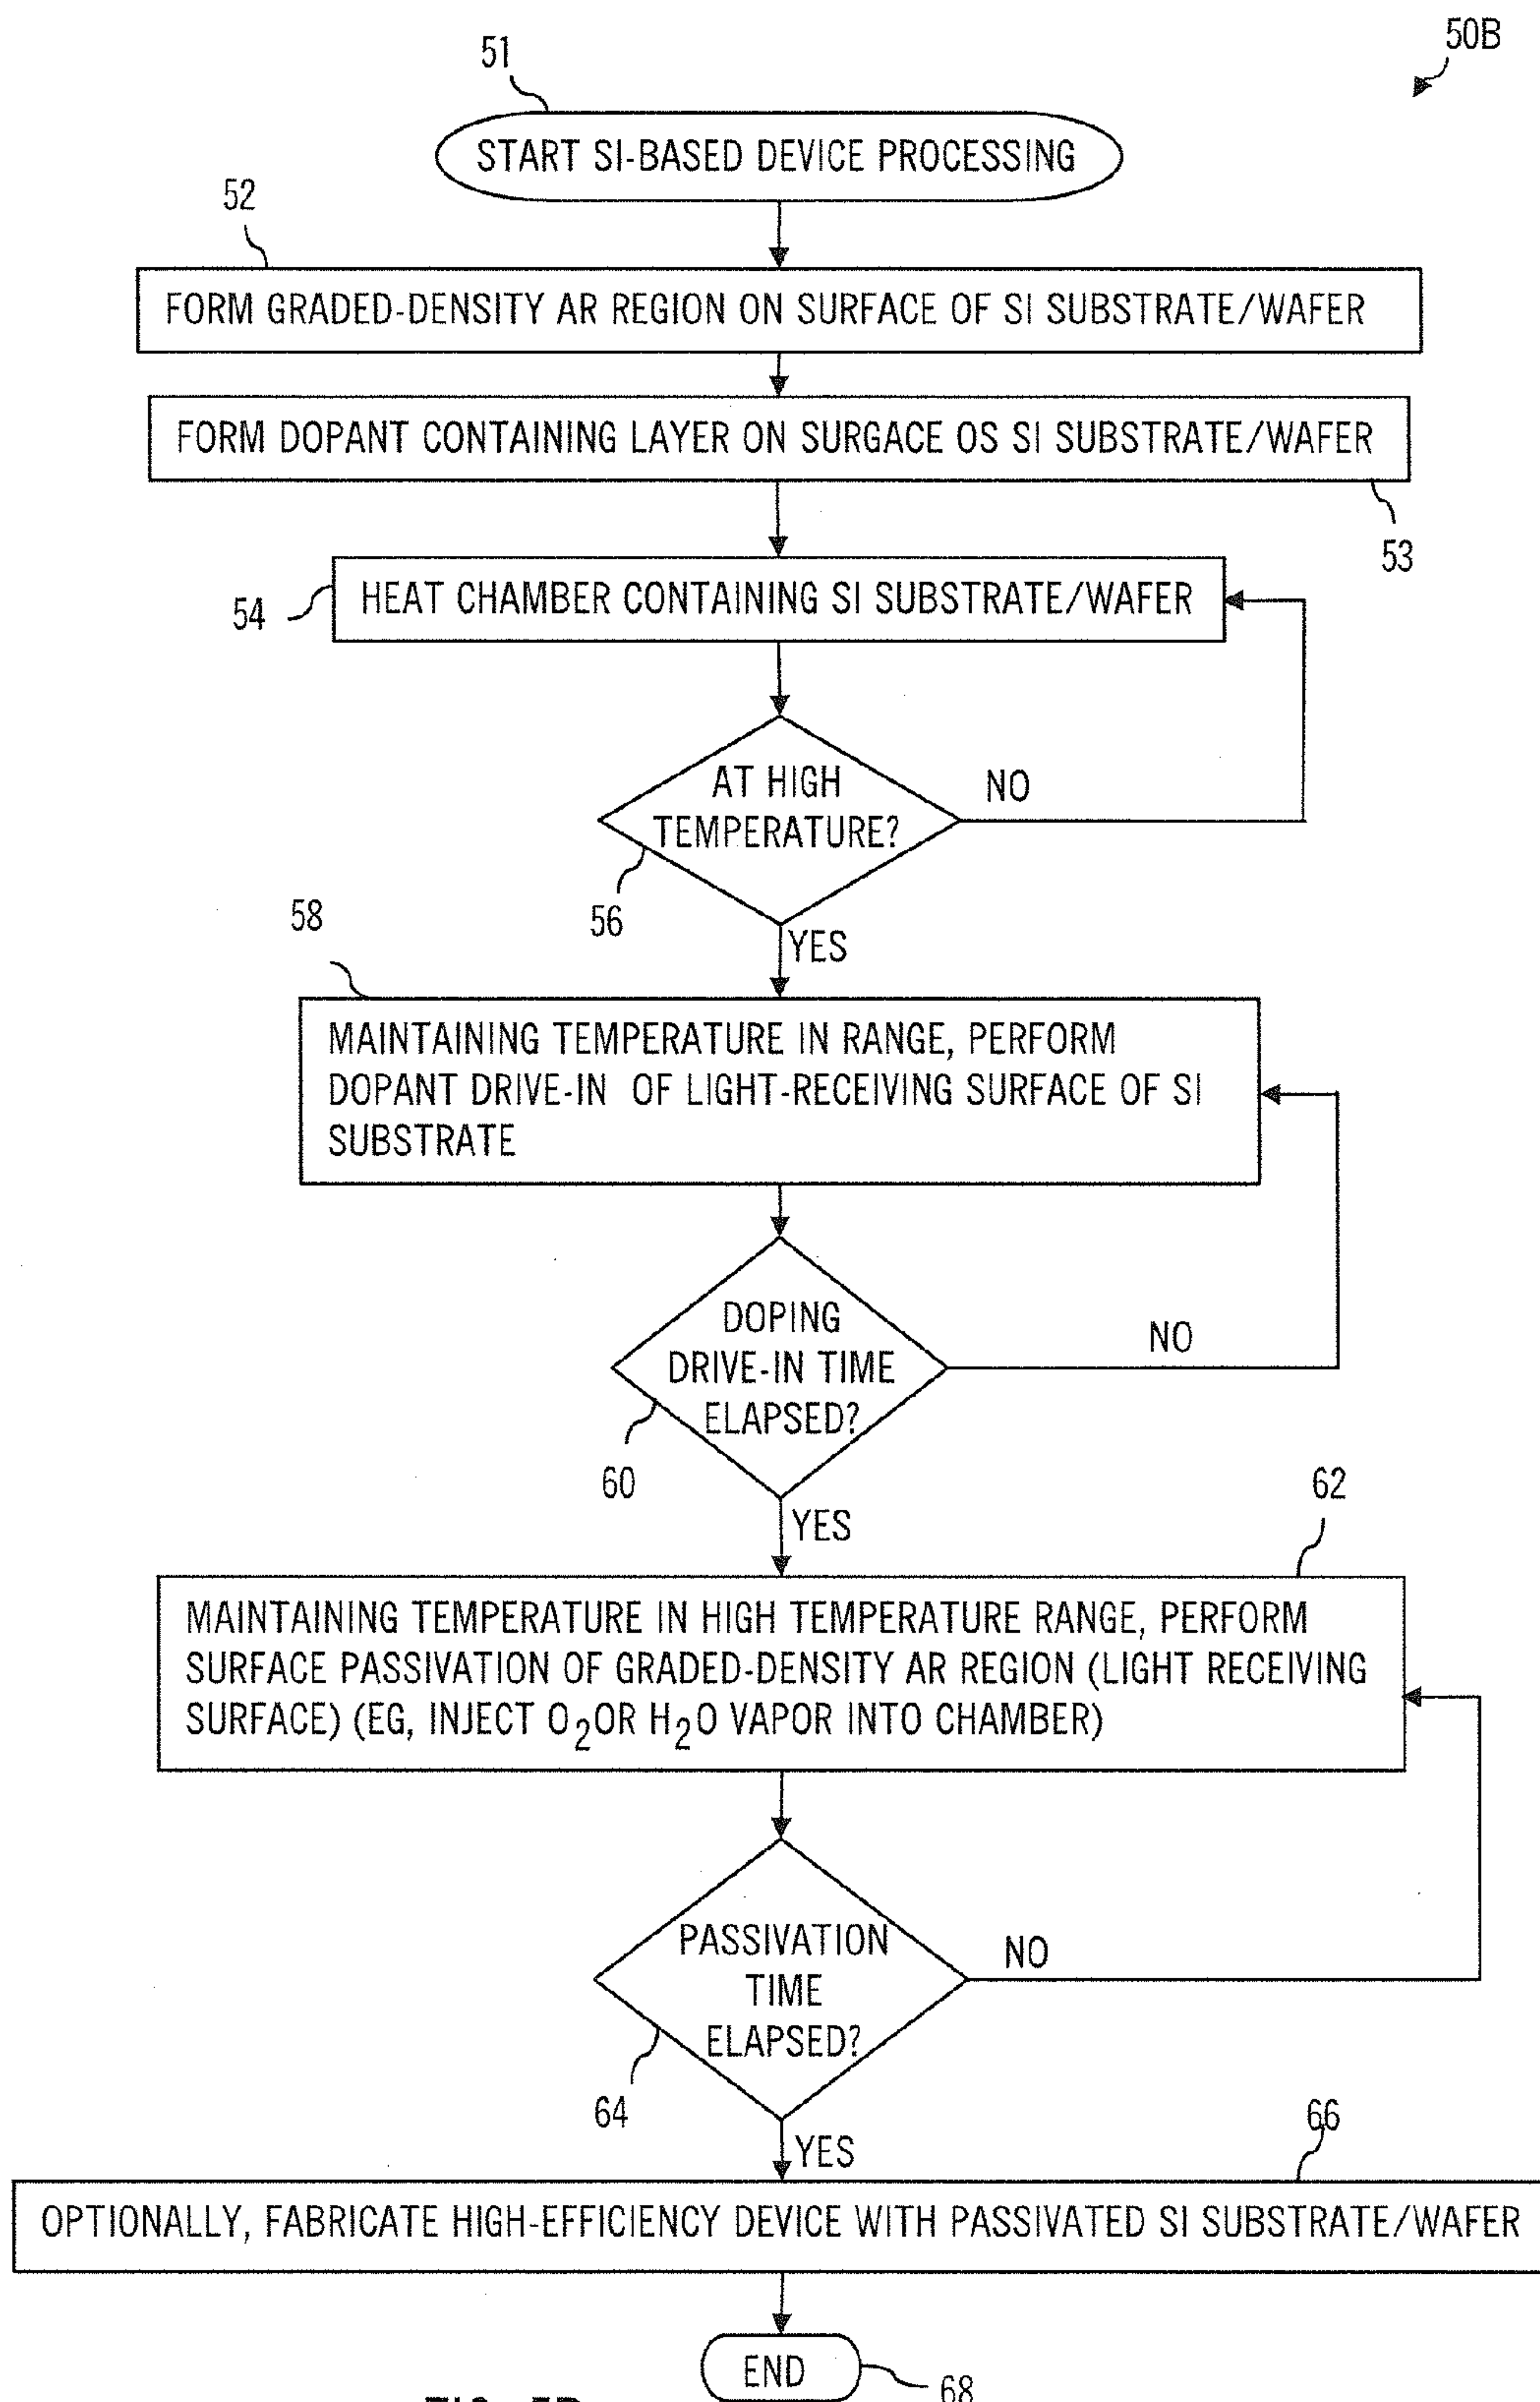 50B
51
START SI-BASED DEVICE PROCESSING
52
FORM GRADED-DENSITY AR REGION ON SURFACE OF SI SUBSTRATE/WAFER
FORM DOPANT CONTAINING LAYER ON SURGACE OS SI SUBSTRATE/WAFER
53
54
HEAT CHAMBER CONTAINING SI SUBSTRATE/WAFER
AT HIGH
TEMPERATURE?
NO
56
YES
58
MAINTAINING TEMPERATURE IN RANGE, PERFORM
DOPANT DRIVE-IN OF LIGHT-RECEIVING SURFACE OF SI
SUBSTRATE
DOPING
DRIVE-IN TIME
ELAPSED?
NO
60
YES
62
MAINTAINING TEMPERATURE IN HIGH TEMPERATURE RANGE, PERFORM
SURFACE PASSIVATION OF GRADED-DENSITY AR REGION (LIGHT RECEIVING
SURFACE) (EG, INJECT O2OR H2O VAPOR INTO CHAMBER)
PASSIVATION
TIME
ELAPSED?
NO
64
YES
66
OPTIONALLY, FABRICATE HIGH-EFFICIENCY DEVICE WITH PASSIVATED SI SUBSTRATE/WAFER
END
68